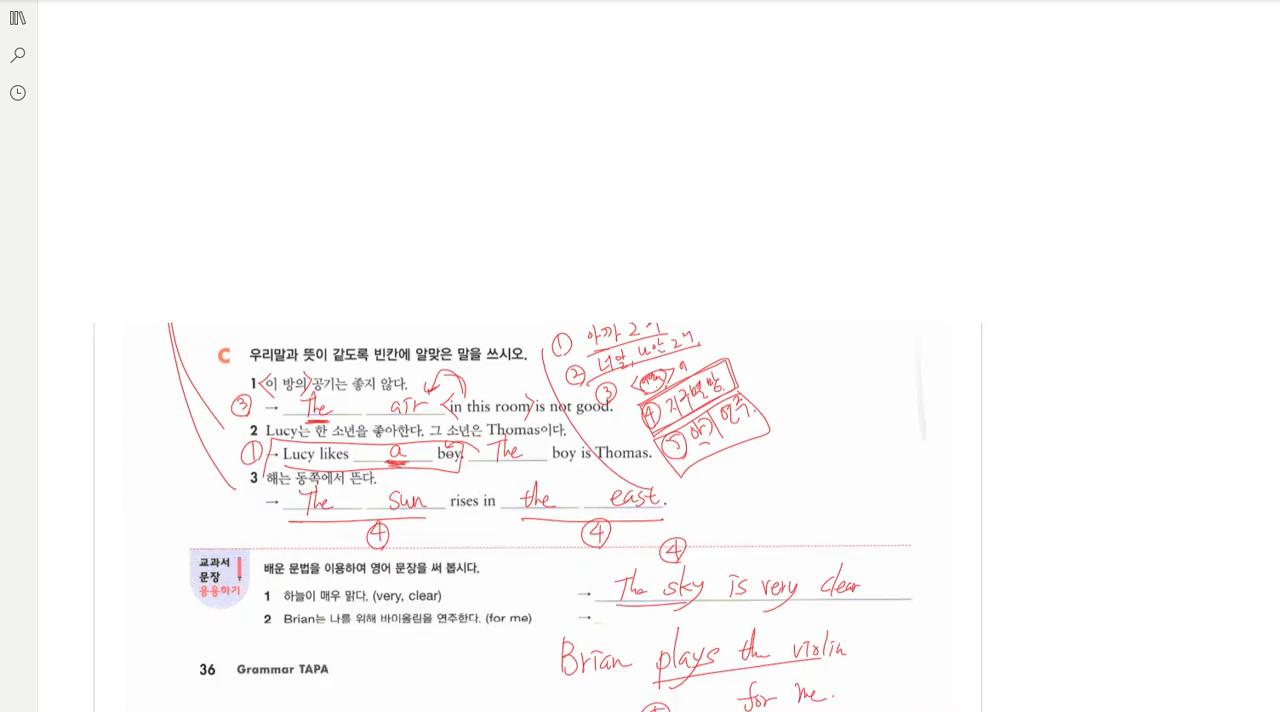 ① 아까 그거
② 너알, 내안 그거
③
④ 지구별 방.
⑤ 악 연주.
C 우리말과 뜻이 같도록 빈칸에 알맞은 말을 쓰시오.
1 <이 방의> 공기는 좋지 않다.
③ → The air <in this room> is not good.
2 Lucy는 한 소년을 좋아한다. 그 소년은 Thomas이다.
① → Lucy likes a boy. The boy is Thomas.
3 해는 동쪽에서 뜬다.
→ The sun rises in the east.
④ ④
④
교과서
문장
응용하기
배운 문법을 이용하여 영어 문장을 써 봅시다.
1 하늘이 매우 맑다. (very, clear) → The sky is very clear
2 Brian는 나를 위해 바이올린을 연주한다. (for me) →
Brian plays the violin
for me.
36 Grammar TAPA